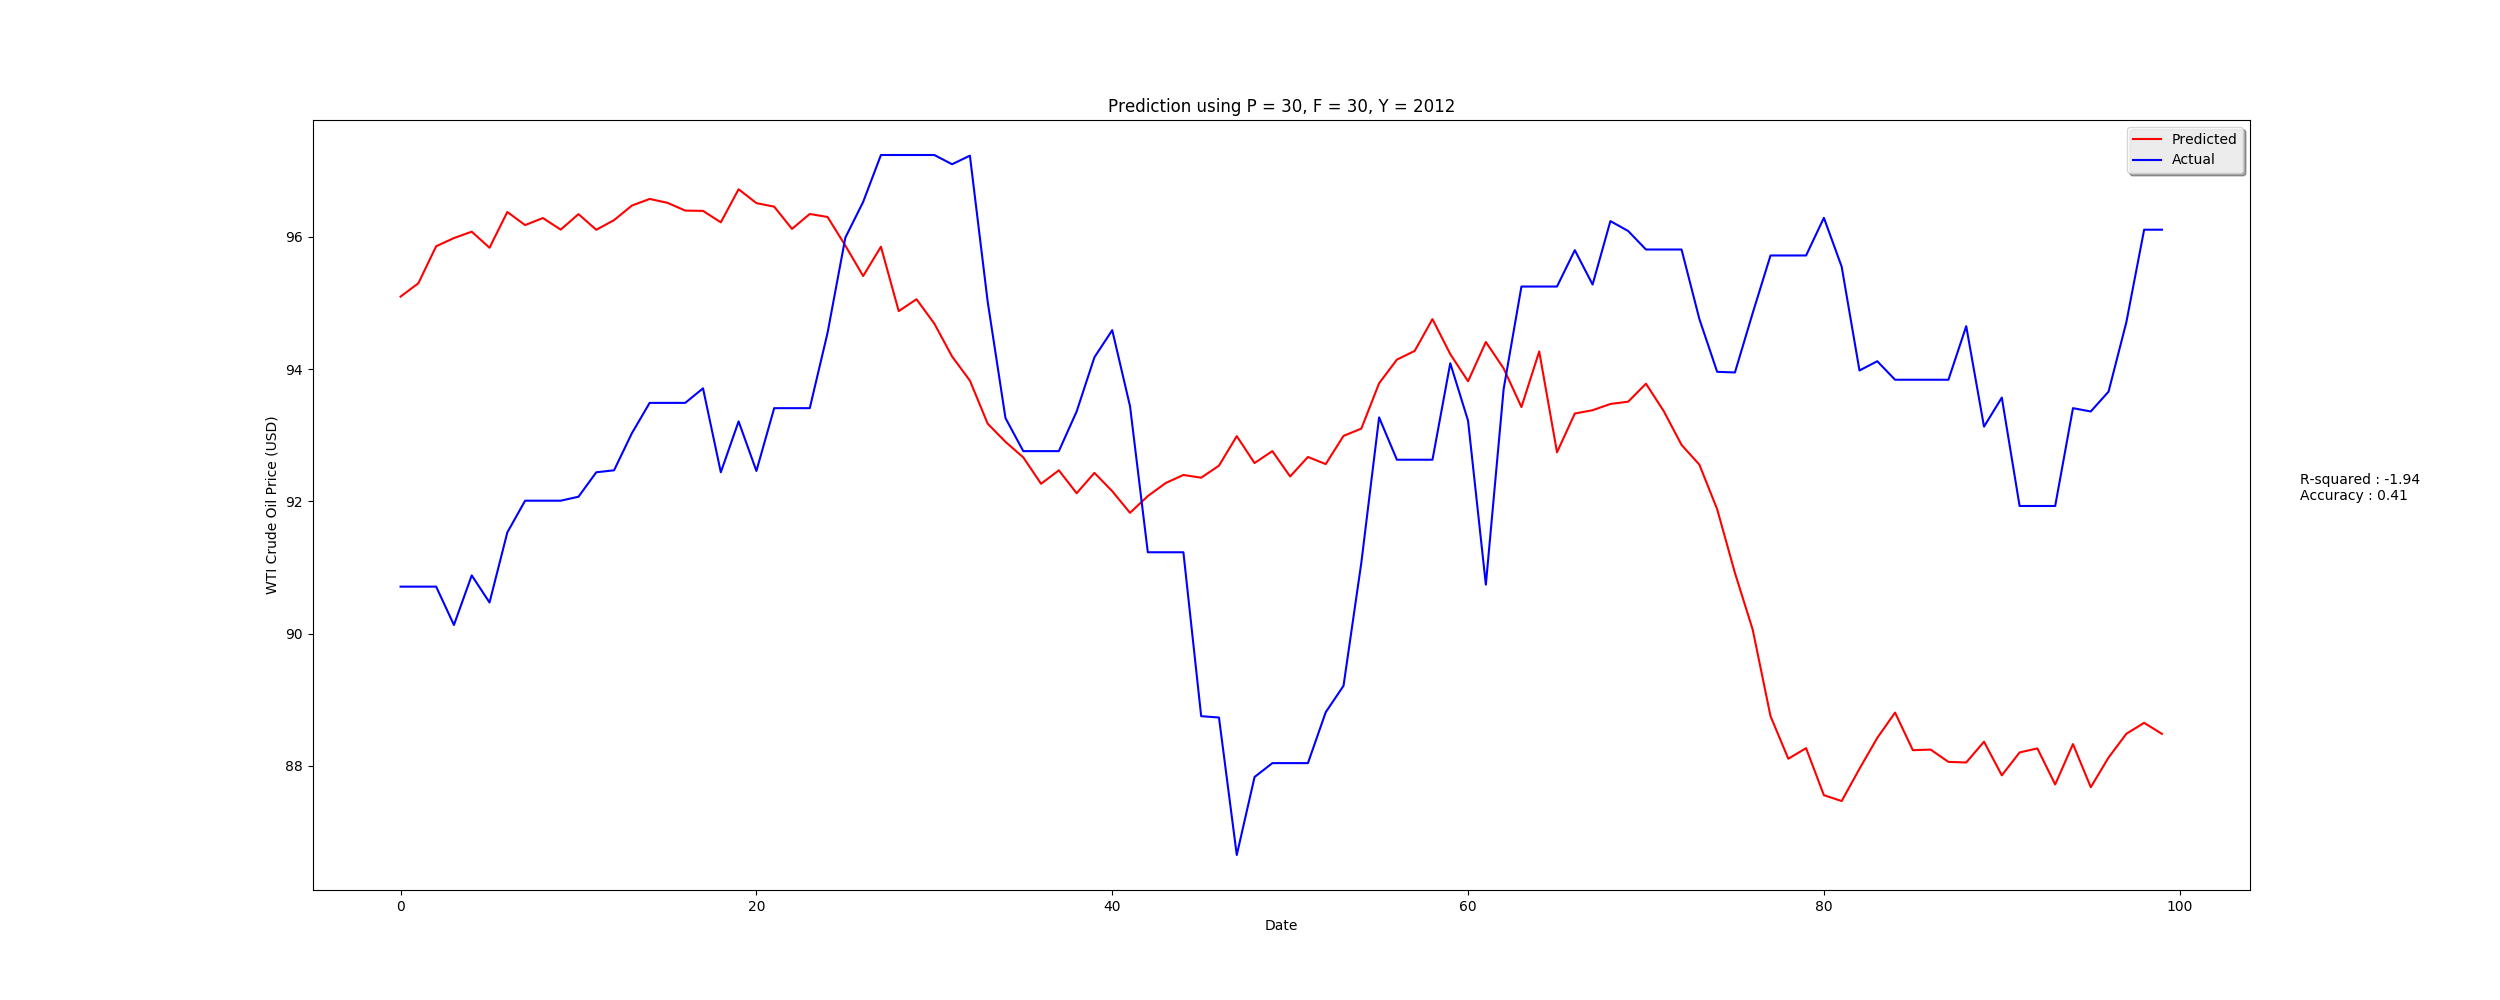 Prediction using P = 30, F = 30, Y = 2012
Predicted
Actual
WTI Crude Oil Price (USD)
96
94
92
90
88
0
20
40
60
80
100
Date
R-squared : -1.94
Accuracy : 0.41